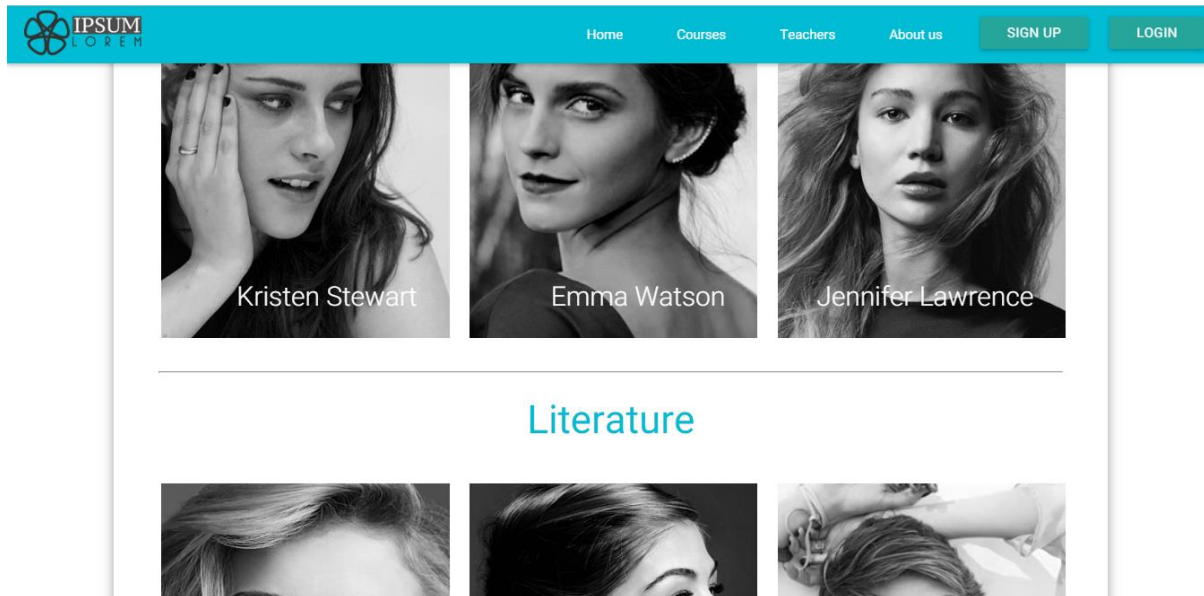 IPSUM
LOREM
Home Courses Teachers About us SIGN UP LOGIN
Kristen Stewart Emma Watson Jennifer Lawrence
Literature